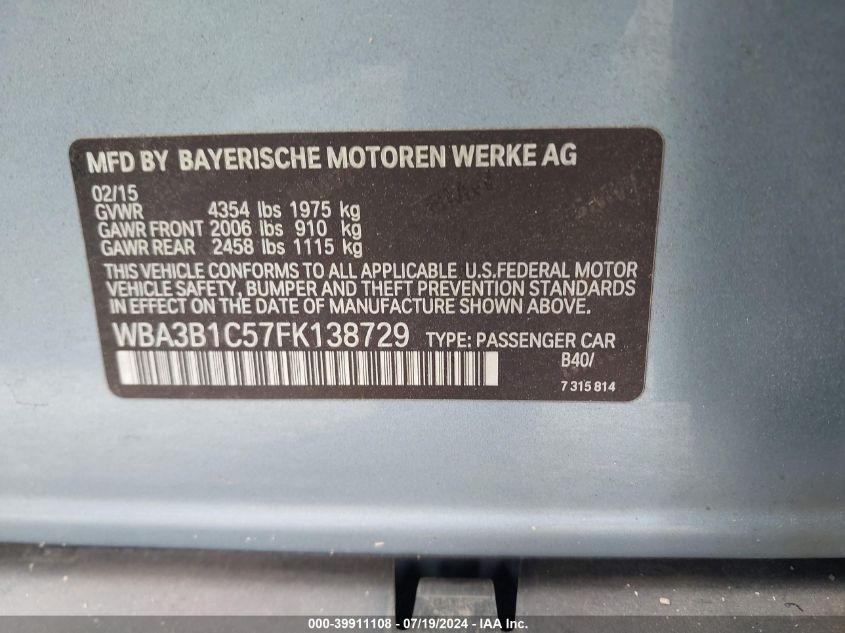 MFD BY BAYERISCHE MOTOREN WERKE AG
02/15
GVWR 4354 lbs 1975 kg
GAWR FRONT 2006 lbs 910 kg
GAWR REAR 2458 lbs 1115 kg
THIS VEHICLE CONFORMS TO ALL APPLICABLE U.S.FEDERAL MOTOR
VEHICLE SAFETY, BUMPER AND THEFT PREVENTION STANDARDS
IN EFFECT ON THE DATE OF MANUFACTURE SHOWN ABOVE.
WBA3B1C57FK138729 TYPE: PASSENGER CAR
B40/
7 315 814
000-39911108 - 07/19/2024 - IAAI.COM